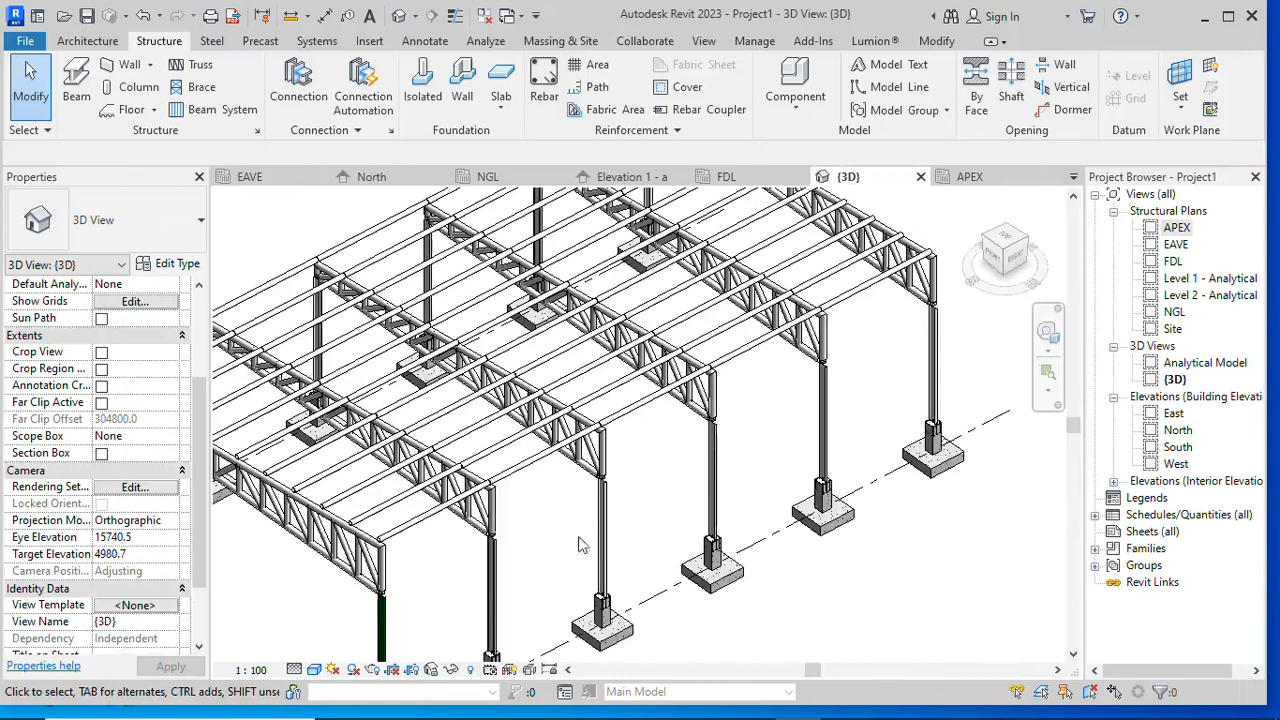 Autodesk Revit 2
- Project1 - 3D View: {3D}
Sign In
File
Architecture
Structure
Steel
Precast
Systems
Insert
Annotate
Analyze
Massing & Site
Collaborate
View
Manage
Add-Ins
Lumion®
Modify
Modify
Select
Beam
Wall
Column
Floor
Truss
Brace
Beam System
Structure
Connection
Connection Automation
Connection
Isolated
Wall
Slab
Foundation
Rebar
Area
Path
Fabric Area
Fabric Sheet
Cover
Rebar Coupler
Reinforcement
Component
Model Text
Model Line
Model Group
Model
By Face
Shaft
Wall
Vertical
Dormer
Opening
Level
Grid
Datum
Set
Work Plane
Properties
EAVE
North
NGL
Elevation 1 - a
FDL
{3D}
APEX
Project Browser - Project1
3D View
3D View: {3D}
Edit Type
Default Analy... None
Show Grids Edit...
Sun Path
Extents
Crop View
Crop Region ...
Annotation Cr...
Far Clip Active
Far Clip Offset 304800.0
Scope Box None
Section Box
Camera
Rendering Set... Edit...
Locked Orient...
Projection Mo... Orthographic
Eye Elevation 15740.5
Target Elevation 4980.7
Camera Positi... Adjusting
Identity Data
View Template <None>
View Name {3D}
Dependency Independent
Title on Sheet
Properties help
Apply
TOP
FRONT
RIGHT
Views (all)
Structural Plans
APEX
EAVE
FDL
Level 1 - Analytical
Level 2 - Analytical
NGL
Site
3D Views
Analytical Model
{3D}
Elevations (Building Elevati
East
North
South
West
Elevations (Interior Elevatio
Legends
Schedules/Quantities (all)
Sheets (all)
Families
Groups
Revit Links
1 : 100
Click to select, TAB for alternates, CTRL adds, SHIFT unse
:0
Main Model
:0